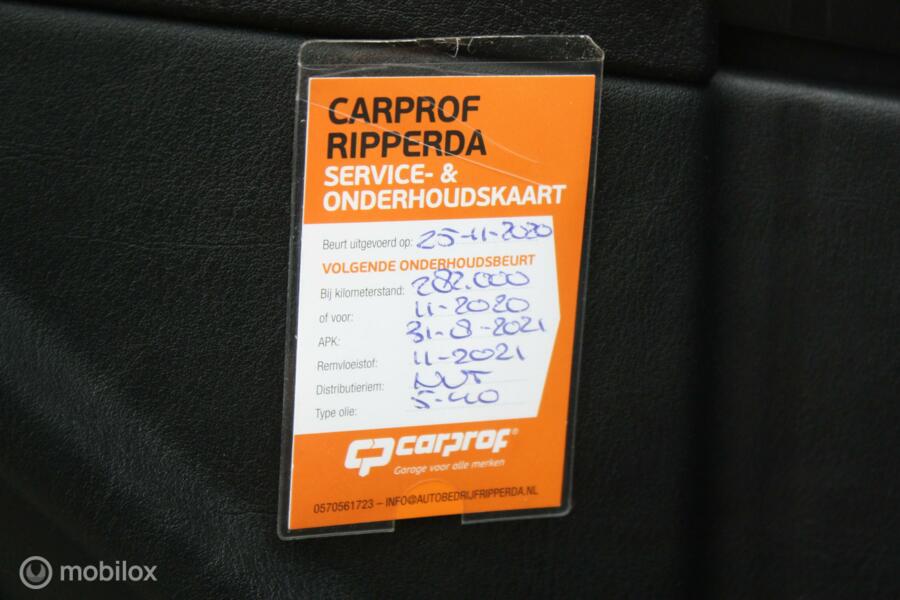 CARPROF
RIPPERDA
SERVICE- &
ONDERHOUDSKAART
Beurt uitgevoerd op: 25-11-2020
VOLGENDE ONDERHOUDSBEURT
Bij kilometerstand: 282.000
of voor: 11-2020
APK: 31-8-2021
Remvloeistof: 11-2021
Distributieriem: NVT
Type olie: 5-40
cp carprof®
Garage voor alle merken
0570561723 – INFO@AUTOBEDRIJFRIPPERDA.NL
mobilox